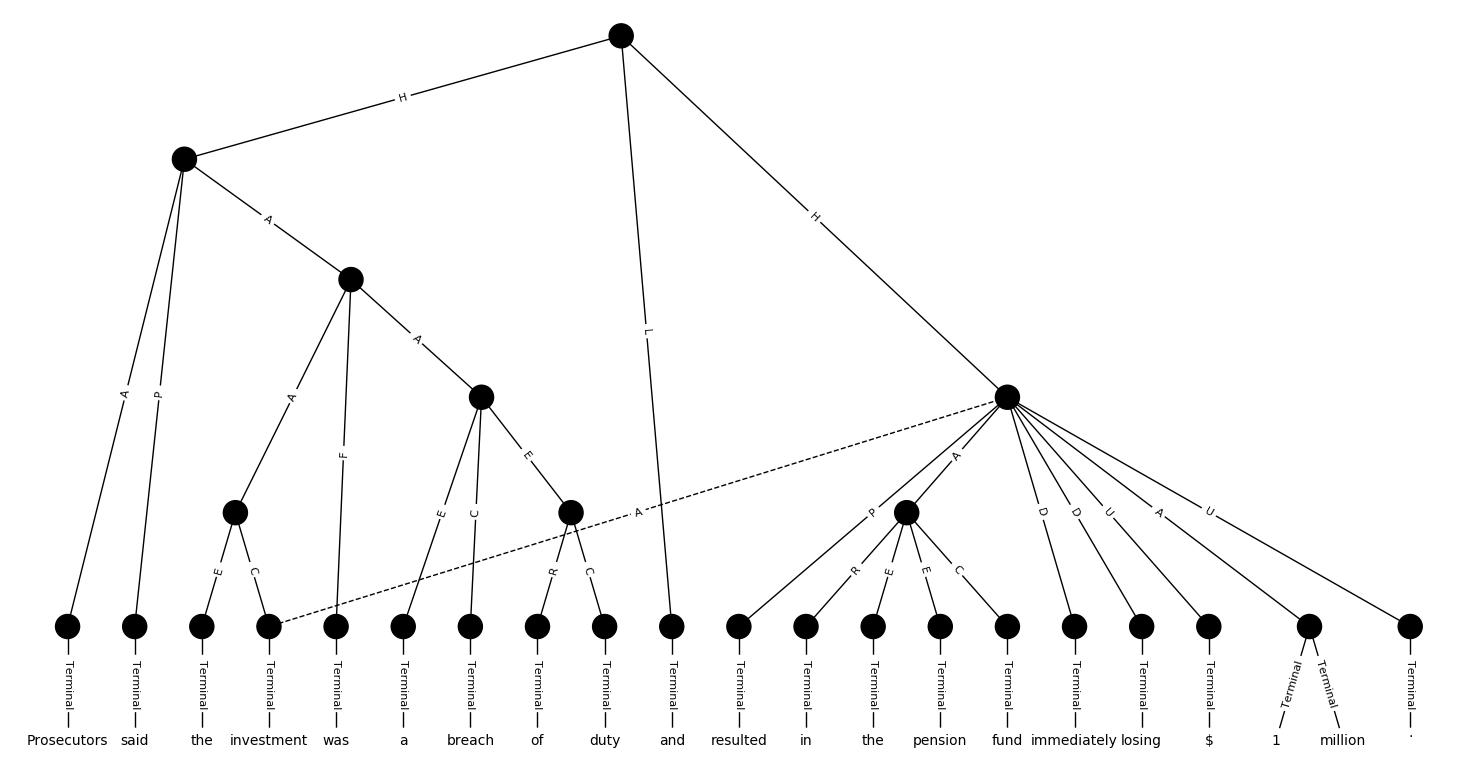 H
A
H
A
L
A P A F
A
E
E C A P R E E C D D U A U
E C R C
Terminal Terminal Terminal Terminal Terminal Terminal Terminal Terminal Terminal Terminal Terminal Terminal Terminal Terminal Terminal Terminal Terminal Terminal Terminal Terminal Terminal
Prosecutors said the investment was a breach of duty and resulted in the pension fund immediately losing $ 1 million .